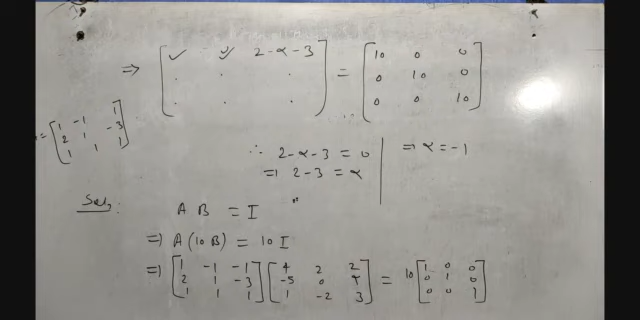 ⇒ [ ✓ ✓ 2-α-3 ] = [ 10 0 0
0 10 0
0 0 10 ]
= [ 1 -1 1
2 1 -3
1 1 1 ]
∴ 2-α-3 = 0 ⇒ α = -1
⇒ 2-3 = α
Sol:
A B = I
⇒ A(10 B) = 10 I
⇒ [ 1 -1 -1 ] [ 4 2 2 ] = 10 [ 1 0 0 ]
[ 2 1 -3 ] [ -5 0 α ] [ 0 1 0 ]
[ 1 1 1 ] [ 1 -2 3 ] [ 0 0 1 ]